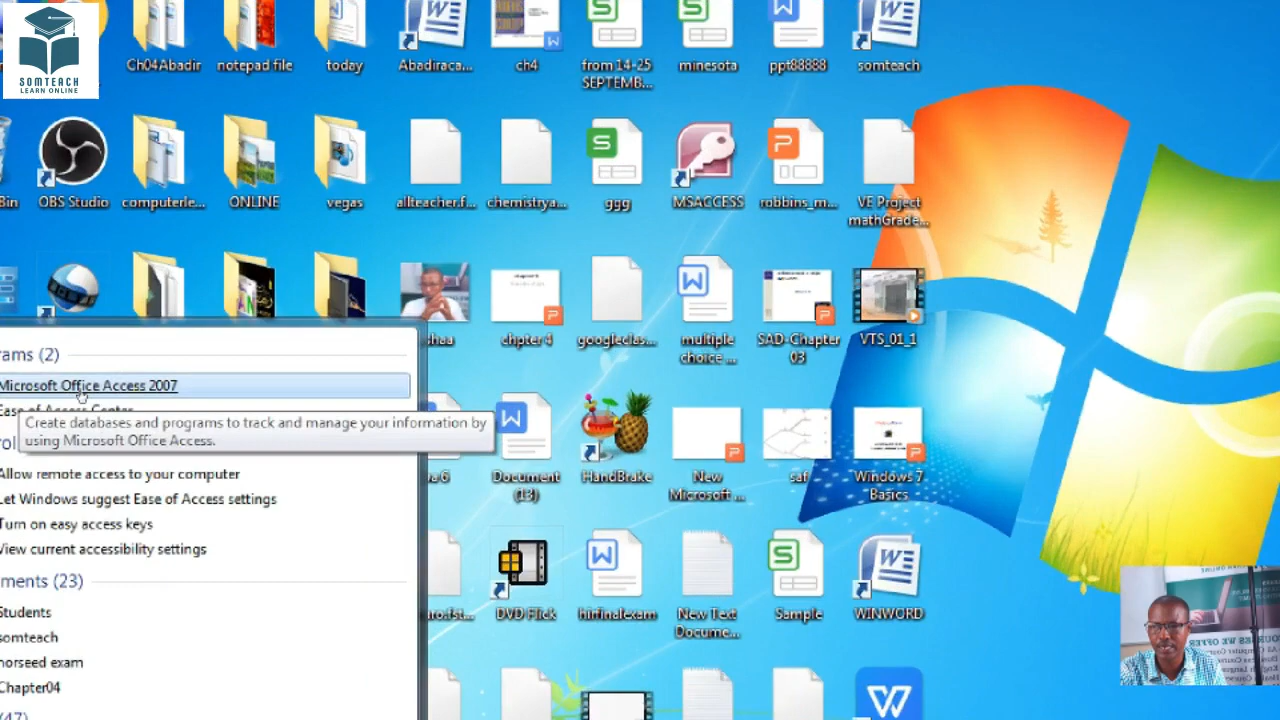 SOMTEACH
LEARN ONLINE
Ch04Abadir
notepad file
today
Abadiraca...
ch4
from 14-25
SEPTEMB...
minesota
ppt88888
somteach
Bin
OBS Studio
computerle...
ONLINE
vegas
allteacher.f...
chemistrya...
ggg
MSACCESS
robbins_m...
VE Project
mathGrade...
shaa
chpter 4
googleclas...
multiple
choice ...
SAD-Chapter
03
VTS_01_1
rams (2)
Microsoft Office Access 2007
Ease of Access Center
Create databases and programs to track and manage your information by
using Microsoft Office Access.
rol
Allow remote access to your computer
Let Windows suggest Ease of Access settings
Turn on easy access keys
View current accessibility settings
ments (23)
Students
somteach
norseed exam
Chapter04
(47)
va 6
Document
(13)
HandBrake
New
Microsoft ...
saf
Windows 7
Basics
DVD Flick
hirfinalexam
New Text
Docume...
Sample
WINWORD